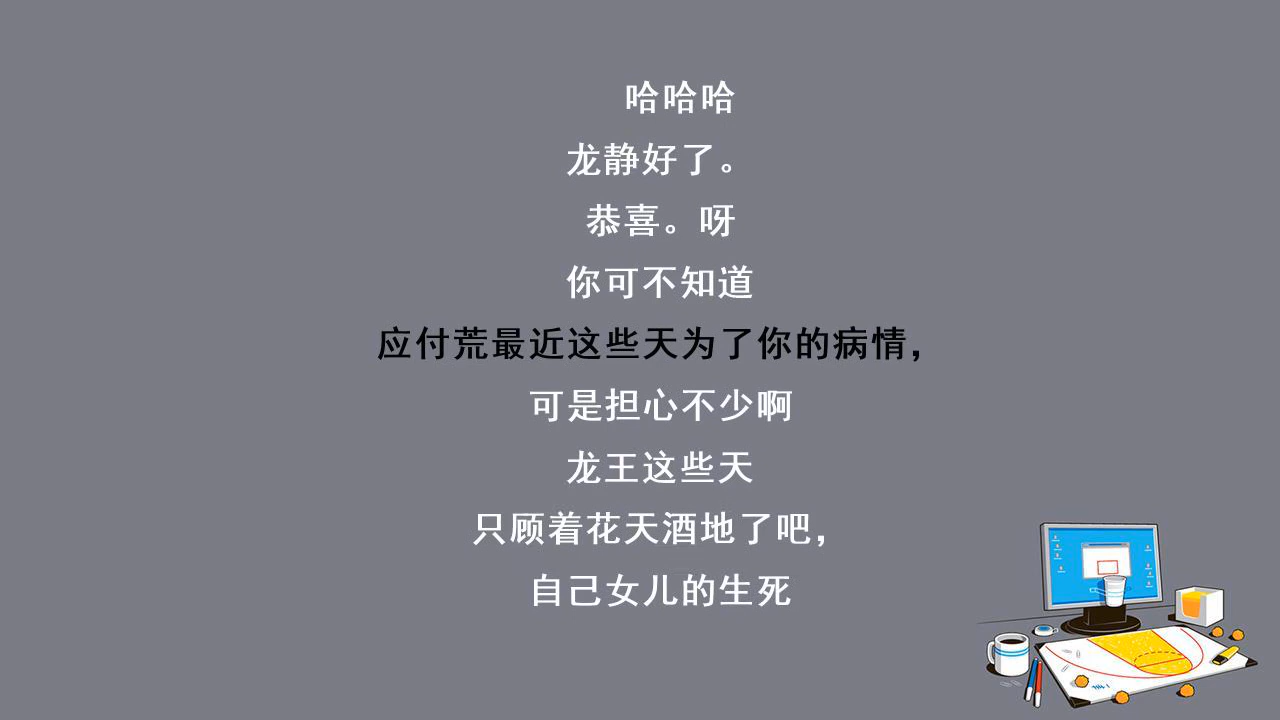 哈哈哈
龙静好了。
恭喜。呀
你可不知道
应付荒最近这些天为了你的病情，
可是担心不少啊
龙王这些天
只顾着花天酒地了吧，
自己女儿的生死